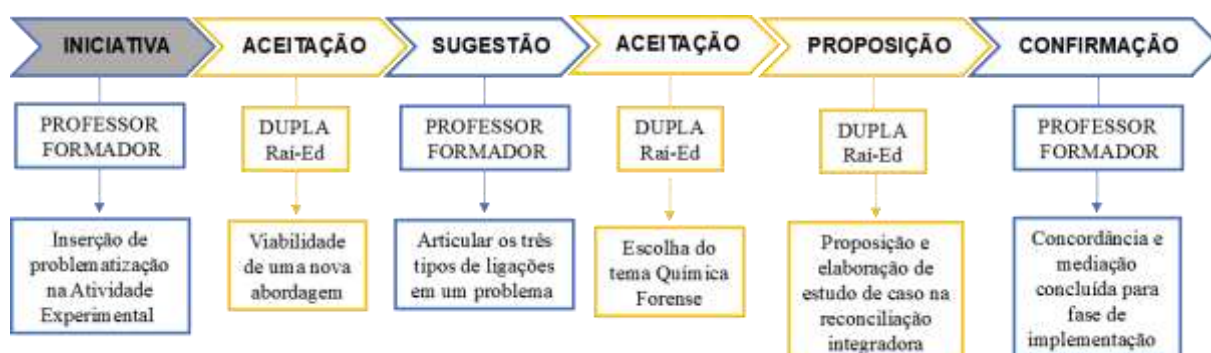 INICIATIVA
ACEITAÇÃO
SUGESTÃO
ACEITAÇÃO
PROPOSIÇÃO
CONFIRMAÇÃO
PROFESSOR
FORMADOR
DUPLA
Raí-Ed
PROFESSOR
FORMADOR
DUPLA
Raí-Ed
DUPLA
Raí-Ed
PROFESSOR
FORMADOR
Inserção de
problematização
na Atividade
Experimental
Viabilidade
de uma nova
abordagem
Articular os três
tipos de ligações
em um problema
Escolha do
tema Química
Forense
Proposição e
elaboração de
estudo de caso na
reconciliação
integradora
Concordância e
mediação
concluída para
fase de
implementação